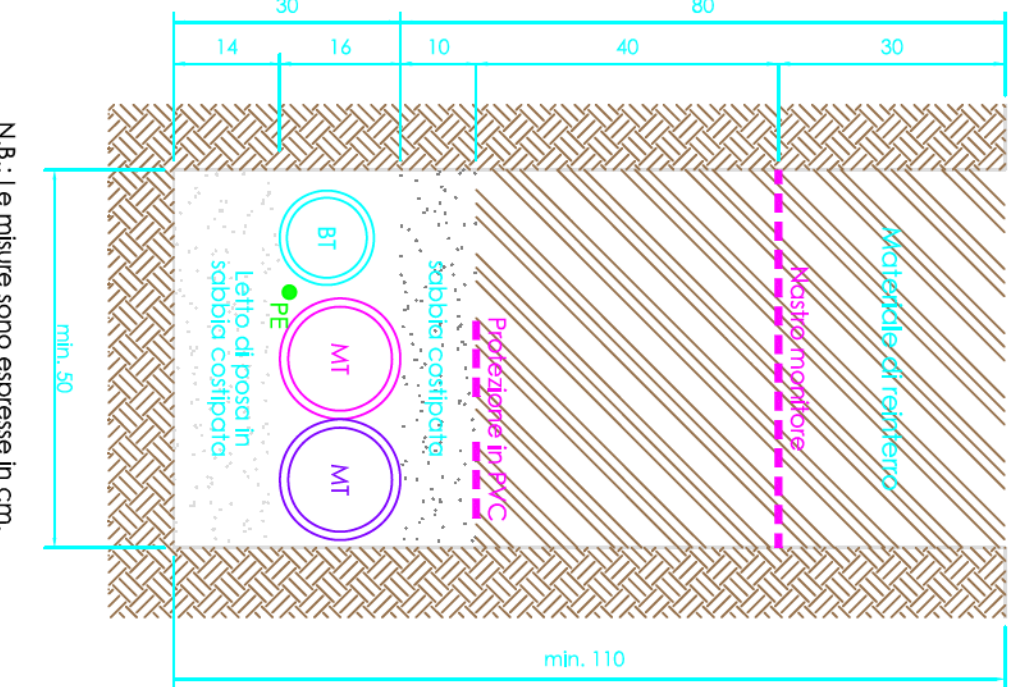 30
80
14
16
10
40
30
Materiale di reinterro
Nastro monitore
Protezione in PVC
sabbia costipata
BT
PE
MT
MT
Letto di posa in
sabbia costipata
min. 50
min. 110
N.B.: Le misure sono espresse in cm.